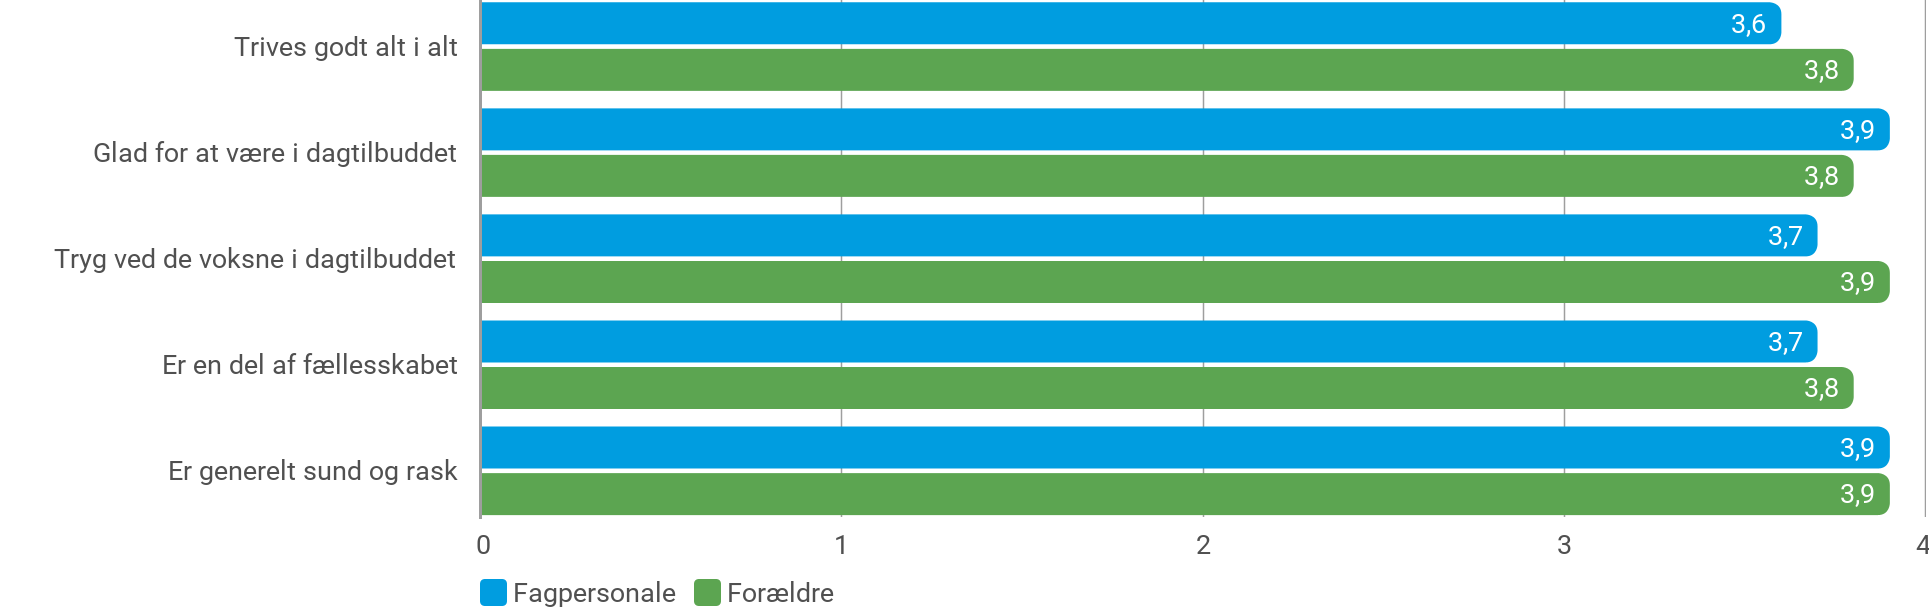 Trives godt alt i alt
3,6
3,8
Glad for at være i dagtilbuddet
3,9
3,8
Tryg ved de voksne i dagtilbuddet
3,7
3,9
Er en del af fællesskabet
3,7
3,8
Er generelt sund og rask
3,9
3,9
0 1 2 3 4
Fagpersonale Forældre